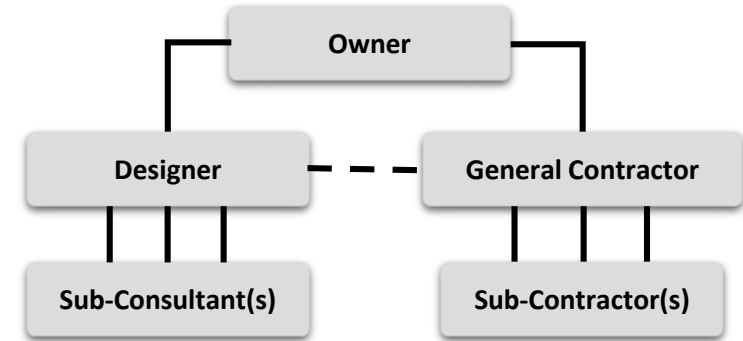 Owner
Designer
General Contractor
Sub-Consultant(s)
Sub-Contractor(s)